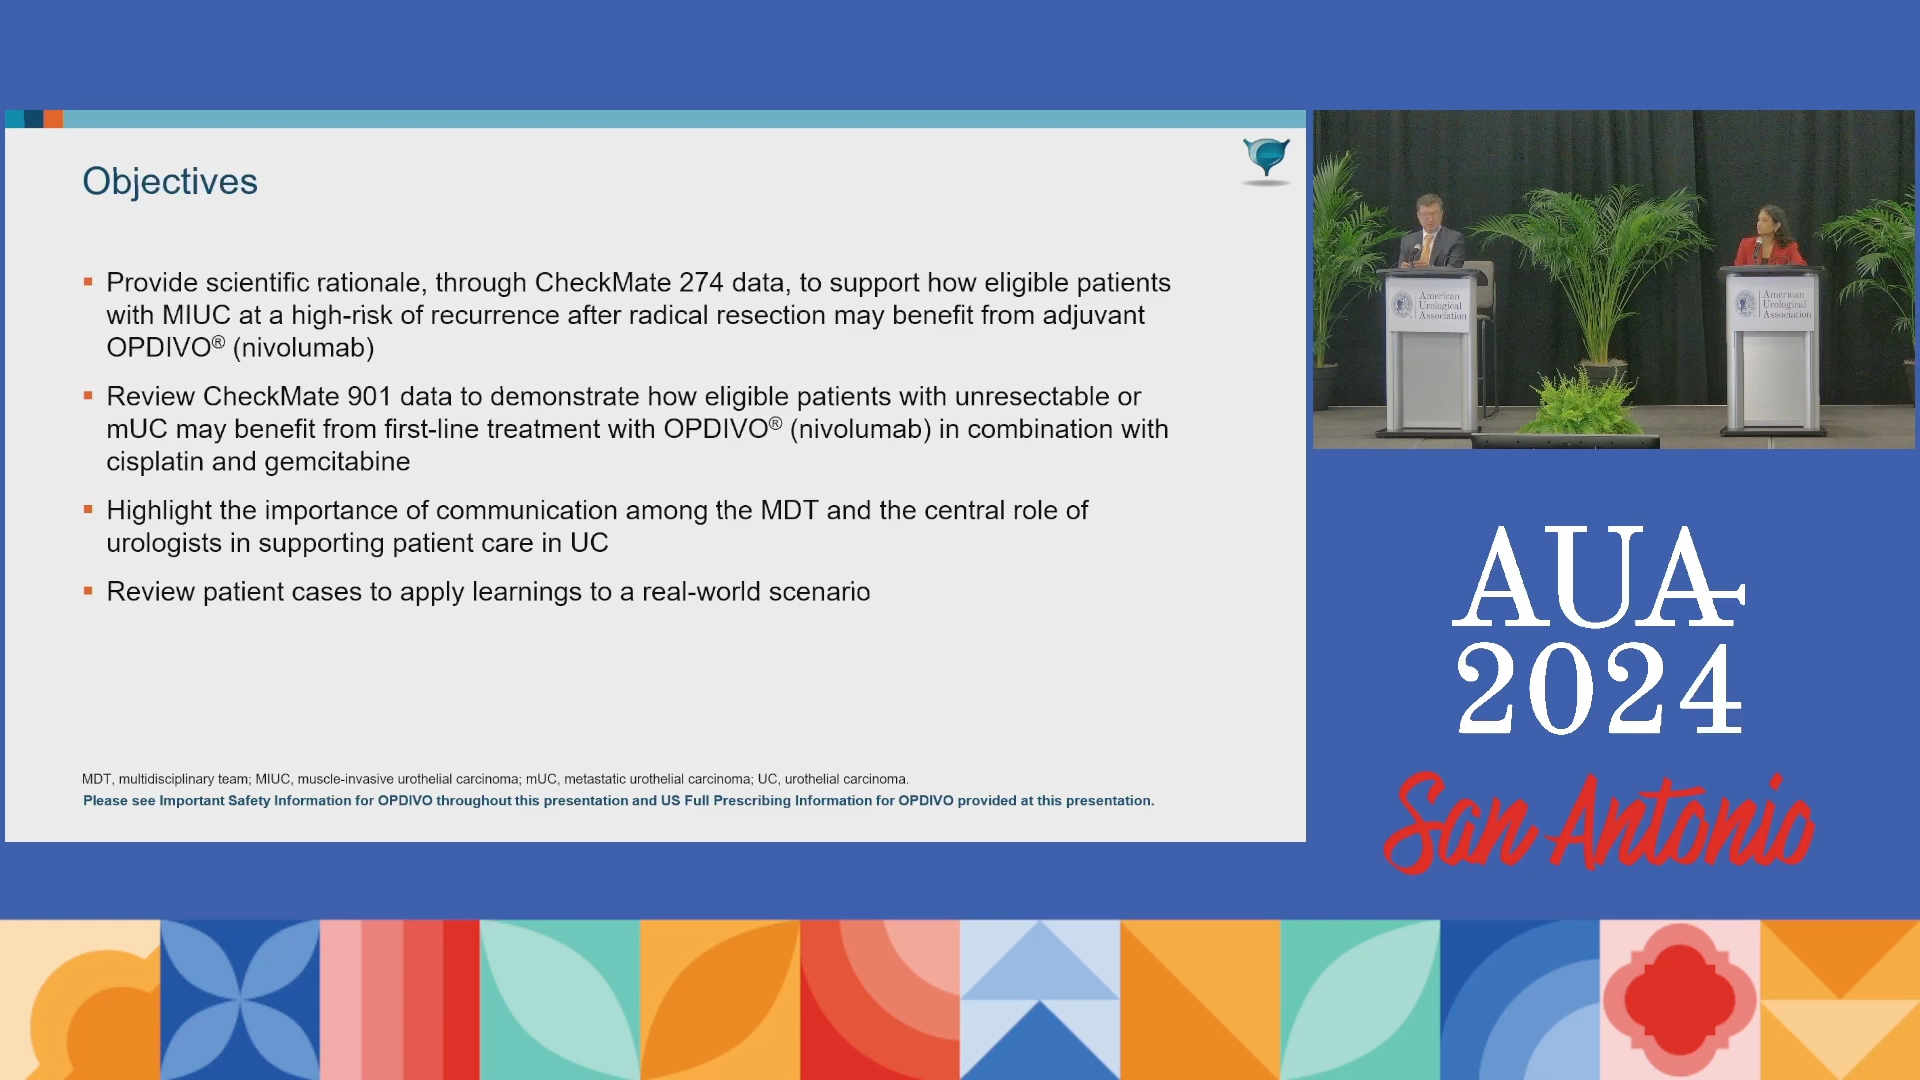 Objectives
Provide scientific rationale, through CheckMate 274 data, to support how eligible patients
with MIUC at a high-risk of recurrence after radical resection may benefit from adjuvant
OPDIVO® (nivolumab)
Review CheckMate 901 data to demonstrate how eligible patients with unresectable or
mUC may benefit from first-line treatment with OPDIVO® (nivolumab) in combination with
cisplatin and gemcitabine
Highlight the importance of communication among the MDT and the central role of
urologists in supporting patient care in UC
Review patient cases to apply learnings to a real-world scenario
MDT, multidisciplinary team; MIUC, muscle-invasive urothelial carcinoma; mUC, metastatic urothelial carcinoma; UC, urothelial carcinoma.
Please see Important Safety Information for OPDIVO throughout this presentation and US Full Prescribing Information for OPDIVO provided at this presentation.
American
Urological
Association
American
Urological
Association
AUA
2024
San Antonio